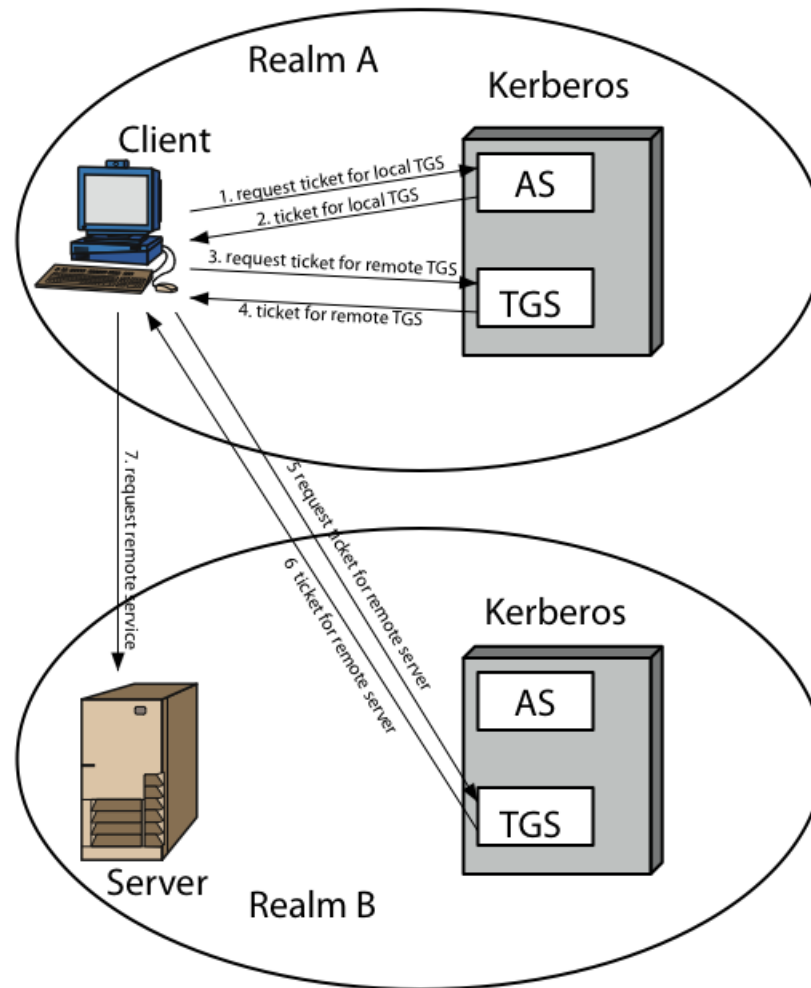 Realm A
Kerberos
Client
AS
1. request ticket for local TGS
2. ticket for local TGS
3. request ticket for remote TGS
TGS
4. ticket for remote TGS
5 request ticket for remote server
6 ticket for remote server
7. request remote service
Kerberos
AS
TGS
Server
Realm B